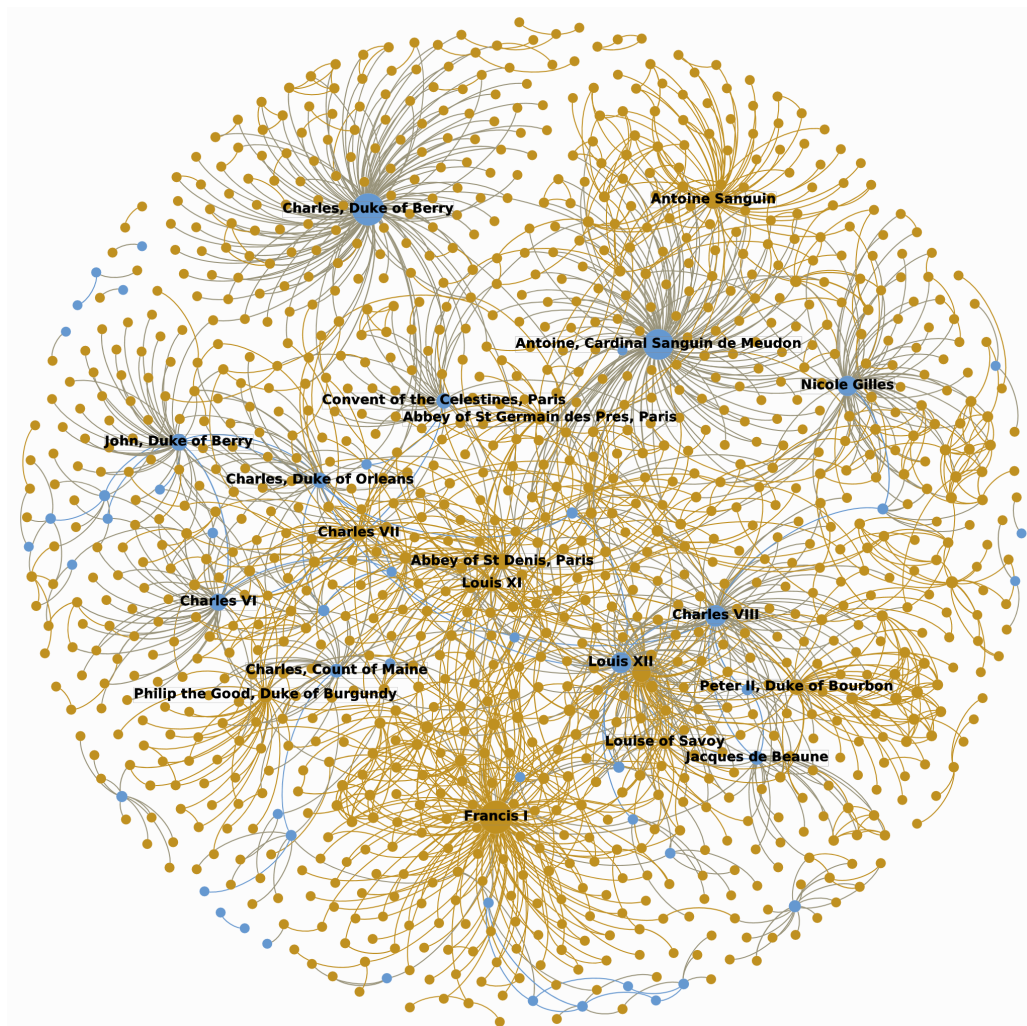 Antoine Sanguin
Charles, Duke of Berry
Antoine, Cardinal Sanguin de Meudon
Nicole Gilles
Convent of the Celestines, Paris
Abbey of St Germain des Pres, Paris
John, Duke of Berry
Charles, Duke of Orleans
Charles VII
Abbey of St Denis, Paris
Louis XI
Charles VI
Charles VIII
Louis XII
Charles, Count of Maine
Peter II, Duke of Bourbon
Philip the Good, Duke of Burgundy
Louise of Savoy
Jacques de Beaune
Francis I